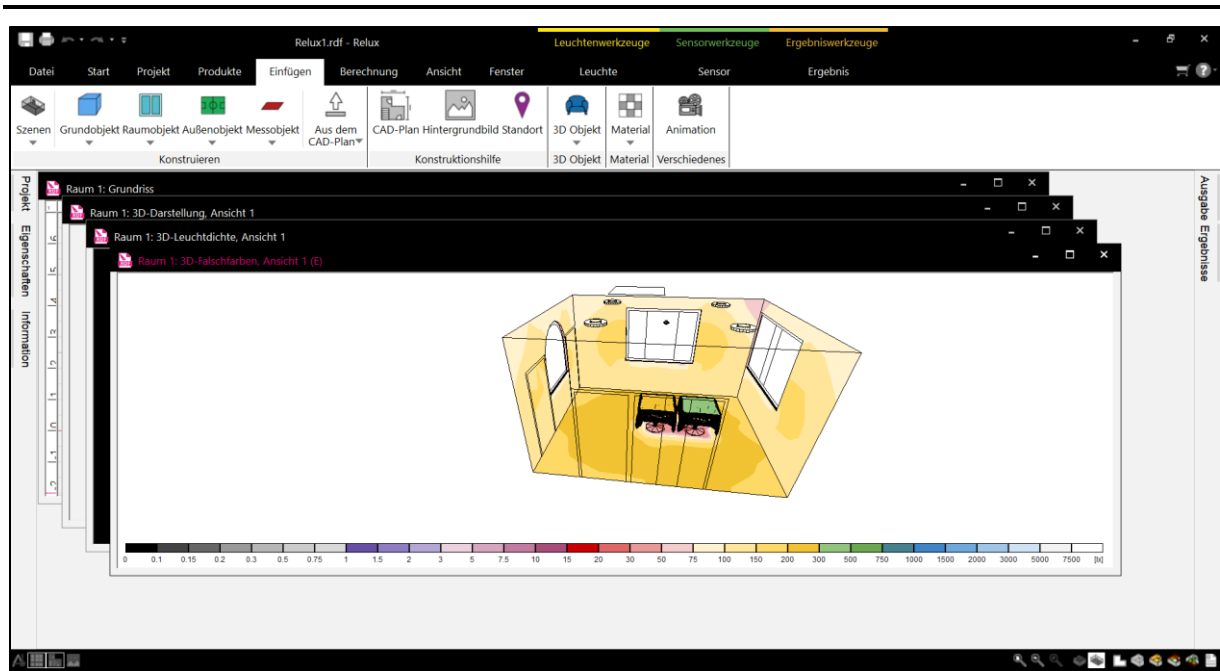 Relux1.rdf - Relux
Leuchtenwerkzeuge Sensorwerkzeuge Ergebniswerkzeuge
Datei Start Projekt Produkte Einfügen Berechnung Ansicht Fenster Leuchte Sensor Ergebnis
Szenen Grundobjekt Raumobjekt Außenobjekt Messobjekt Aus dem CAD-Plan CAD-Plan Hintergrundbild Standort 3D Objekt Material Animation
Konstruieren Konstruktionshilfe 3D Objekt Material Verschiedenes
Projekt Eigenschaften Information
Raum 1: Grundriss
Raum 1: 3D-Darstellung, Ansicht 1
Raum 1: 3D-Leuchtdichte, Ansicht 1
Raum 1: 3D-Falschfarben, Ansicht 1 (E)
0 0.1 0.15 0.2 0.3 0.5 0.75 1 1.5 2 3 5 7.5 10 15 20 30 50 75 100 150 200 300 500 750 1000 1500 2000 3000 5000 7500 [lx]
Ausgabe Ergebnisse